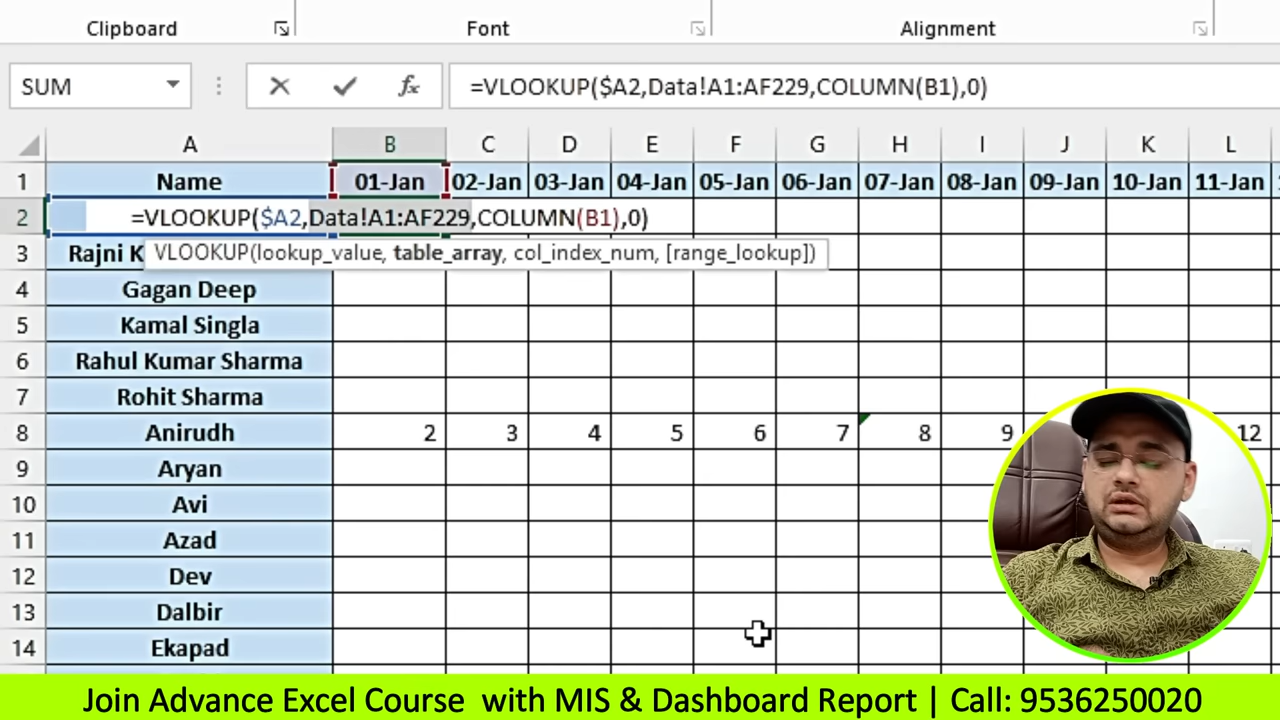 Clipboard Font Alignment
SUM fx =VLOOKUP($A2,Data!A1:AF229,COLUMN(B1),0)
A B C D E F G H I J K L
1 Name 01-Jan 02-Jan 03-Jan 04-Jan 05-Jan 06-Jan 07-Jan 08-Jan 09-Jan 10-Jan 11-Jan
2 =VLOOKUP($A2,Data!A1:AF229,COLUMN(B1),0)
3 Rajni K VLOOKUP(lookup_value, table_array, col_index_num, [range_lookup])
4 Gagan Deep
5 Kamal Singla
6 Rahul Kumar Sharma
7 Rohit Sharma
8 Anirudh 2 3 4 5 6 7 8 9 12
9 Aryan
10 Avi
11 Azad
12 Dev
13 Dalbir
14 Ekapad
Join Advance Excel Course with MIS & Dashboard Report | Call: 9536250020